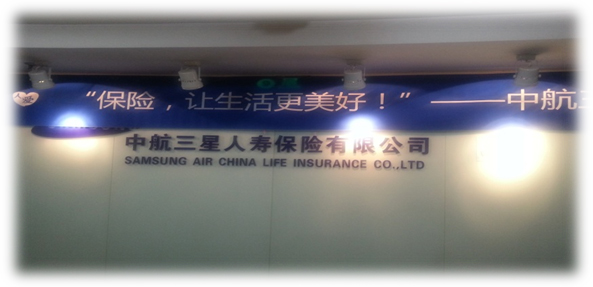 “保险，让生活更美好！”——中航三
中航三星人寿保险有限公司
SAMSUNG AIR CHINA LIFE INSURANCE CO.,LTD